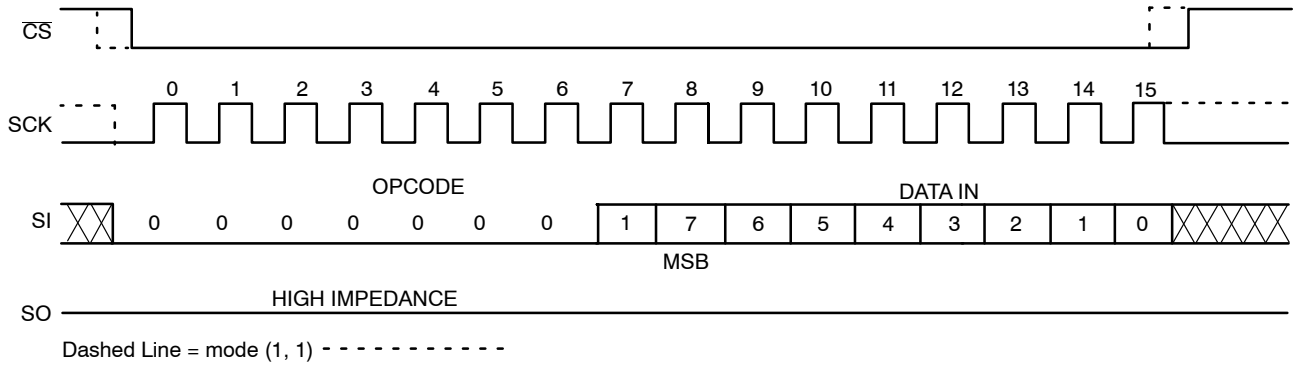 CS
0 1 2 3 4 5 6 7 8 9 10 11 12 13 14 15
SCK
OPCODE DATA IN
SI 0 0 0 0 0 0 0 1 7 6 5 4 3 2 1 0
MSB
HIGH IMPEDANCE
SO
Dashed Line = mode (1, 1)